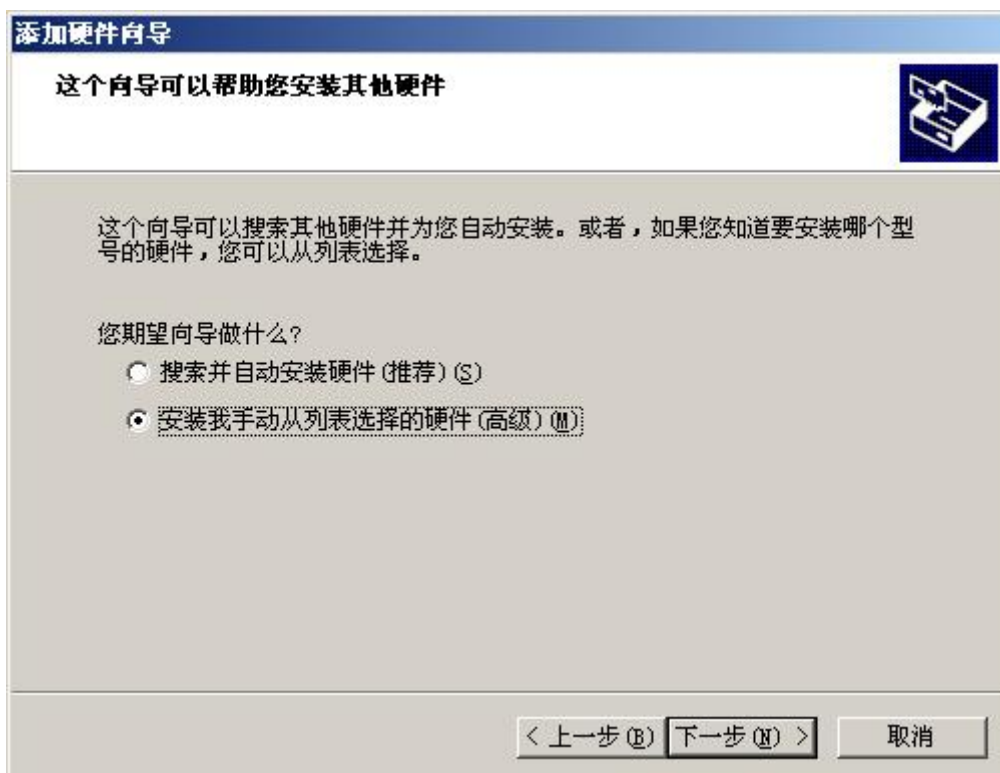 添加硬件向导
这个向导可以帮助您安装其他硬件
这个向导可以搜索其他硬件并为您自动安装。或者，如果您知道要安装哪个型
号的硬件，您可以从列表选择。
您期望向导做什么?
搜索并自动安装硬件(推荐)(S)
安装我手动从列表选择的硬件(高级)(M)
< 上一步(B) 下一步(N) > 取消